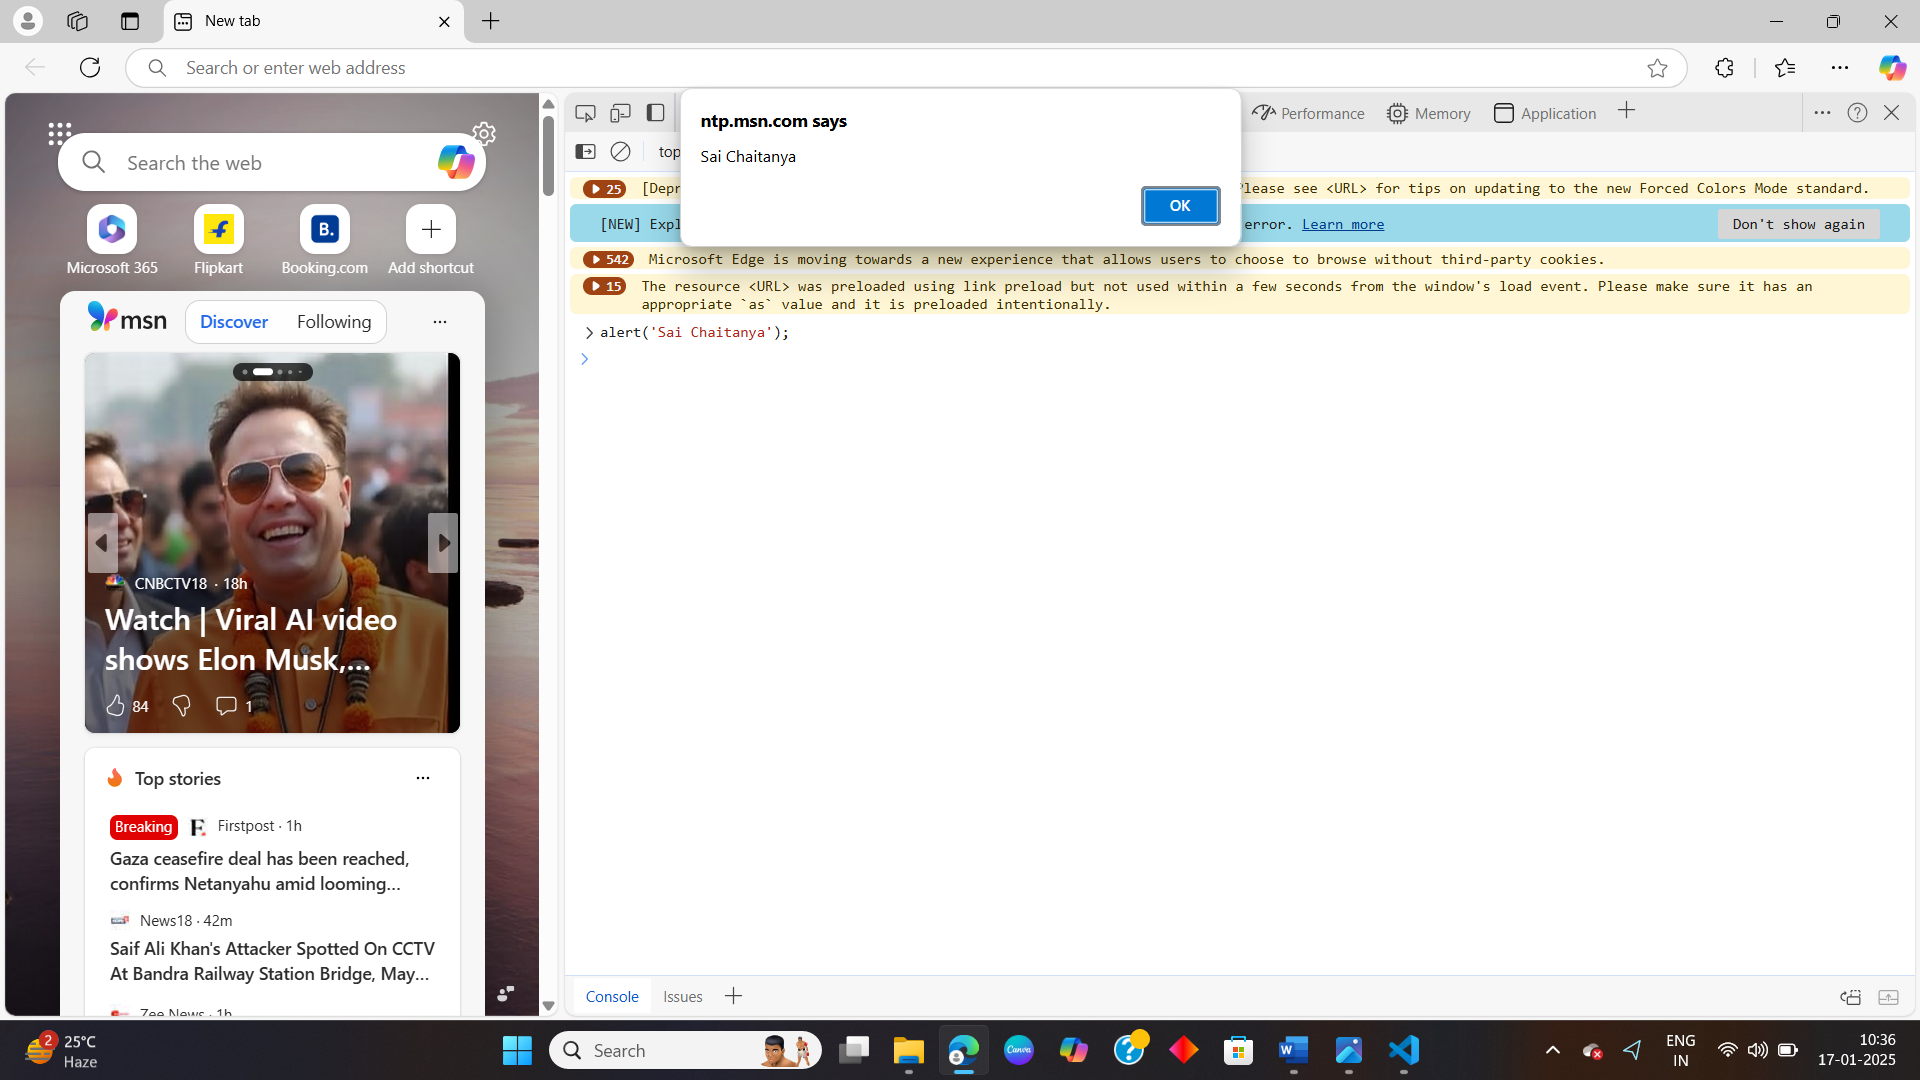 New tab
Search or enter web address
Search the web
Microsoft 365
Flipkart
B.
Booking.com
Add shortcut
msn
Discover
Following
CNBCTV18 · 18h
Watch | Viral AI video
shows Elon Musk,...
84
1
Top stories
Breaking
Firstpost · 1h
Gaza ceasefire deal has been reached,
confirms Netanyahu amid looming...
News18 · 42m
Saif Ali Khan's Attacker Spotted On CCTV
At Bandra Railway Station Bridge, May...
Zee News · 1h
ntp.msn.com says
Sai Chaitanya
OK
Performance
Memory
Application
top
25 [Depr
Please see <URL> for tips on updating to the new Forced Colors Mode standard.
[NEW] Expl
error. Learn more
Don't show again
542 Microsoft Edge is moving towards a new experience that allows users to choose to browse without third-party cookies.
15 The resource <URL> was preloaded using link preload but not used within a few seconds from the window's load event. Please make sure it has an
appropriate `as` value and it is preloaded intentionally.
alert('Sai Chaitanya');
Console
Issues
2
25°C
Haze
Search
Canva
ENG
IN
10:36
17-01-2025